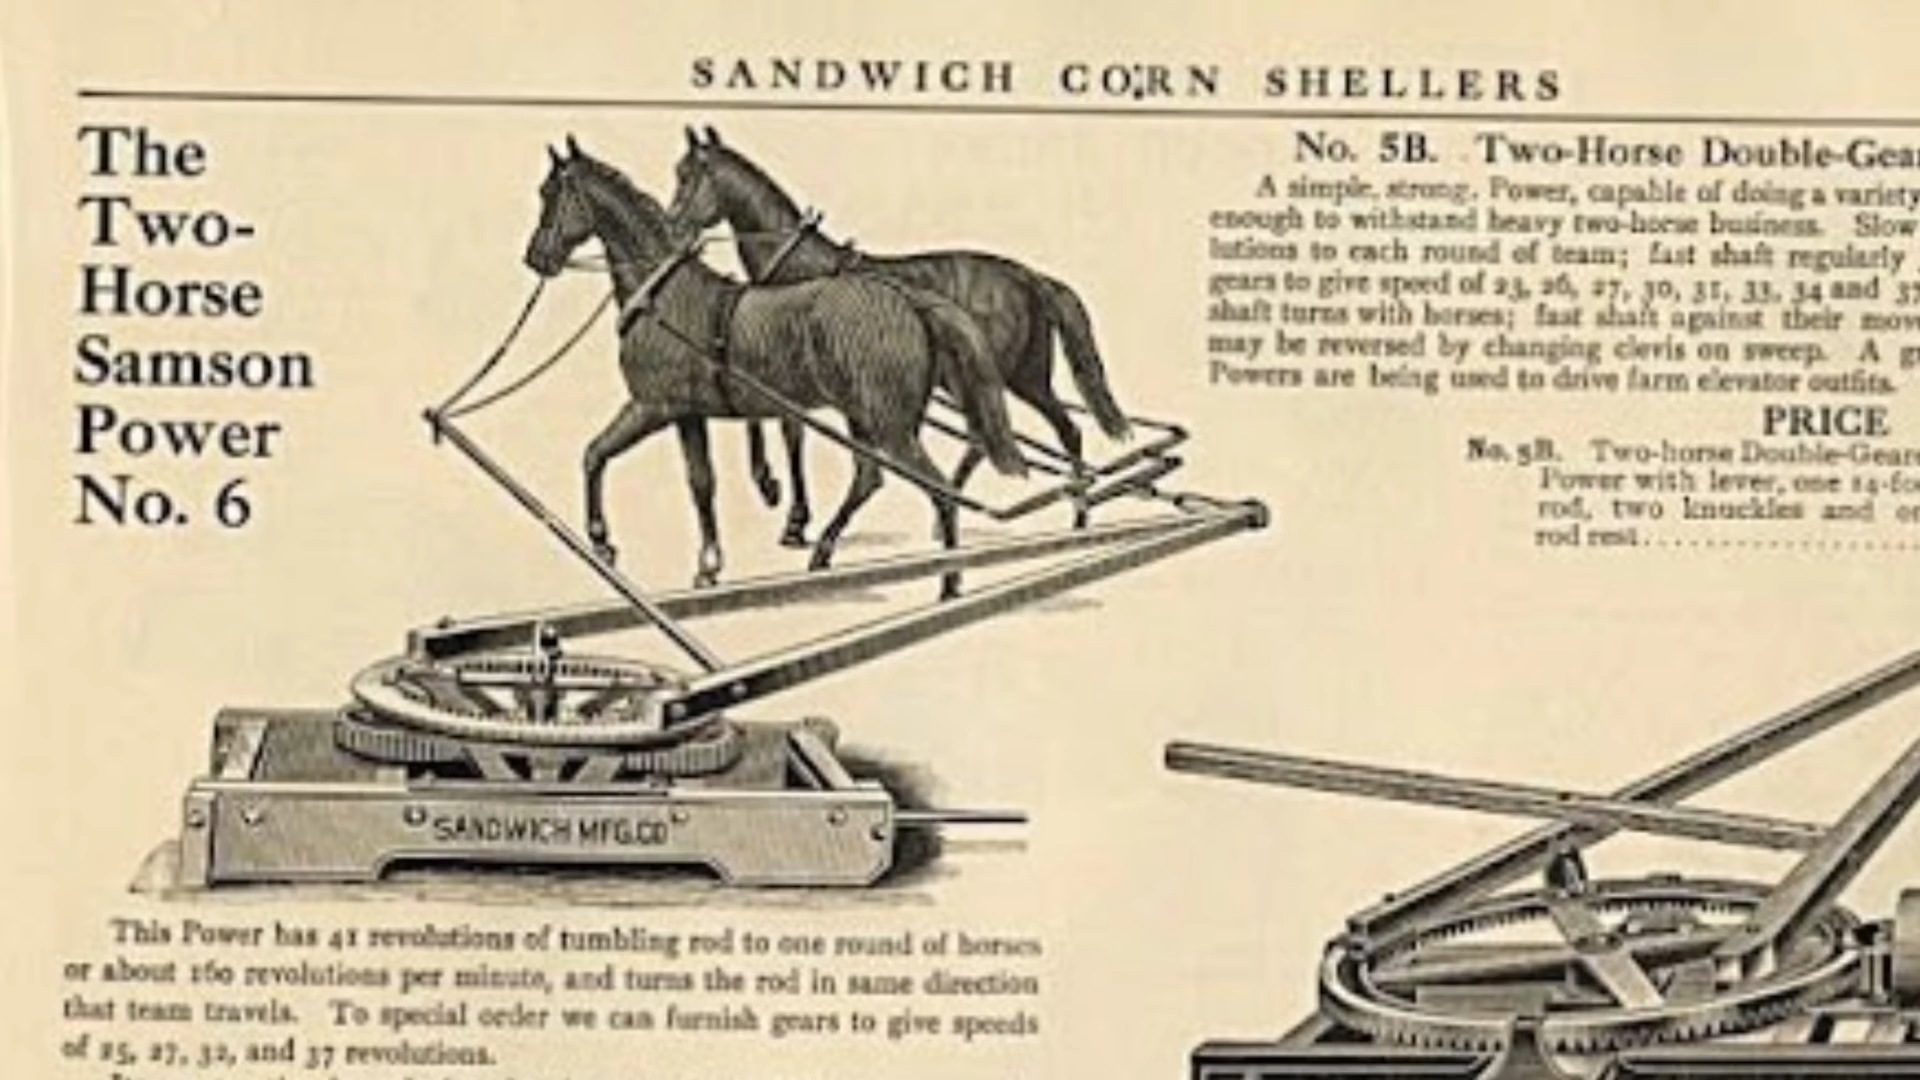 SANDWICH CORN SHELLERS
The
Two-
Horse
Samson
Power
No. 6
SANDWICH MFG.CO
This Power has 41 revolutions of tumbling rod to one round of horses
or about 160 revolutions per minute, and turns the rod in same direction
that team travels. To special order we can furnish gears to give speeds
of 25, 27, 32, and 37 revolutions.
No. 5B. Two-Horse Double-Gear
A simple, strong, Power, capable of doing a variety
enough to withstand heavy two-horse business. Slow
lutions to each round of team; fast shaft regularly
gears to give speed of 23, 26, 27, 30, 31, 33, 34 and 37
shaft turns with horses; fast shaft against their move
may be reversed by changing clevis on sweep. A
Powers are being used to drive farm elevator outfits.
PRICE
No. 5B. Two-horse Double-Geare
Power with lever, one 14-fo
rod, two knuckles and
rod rest....................